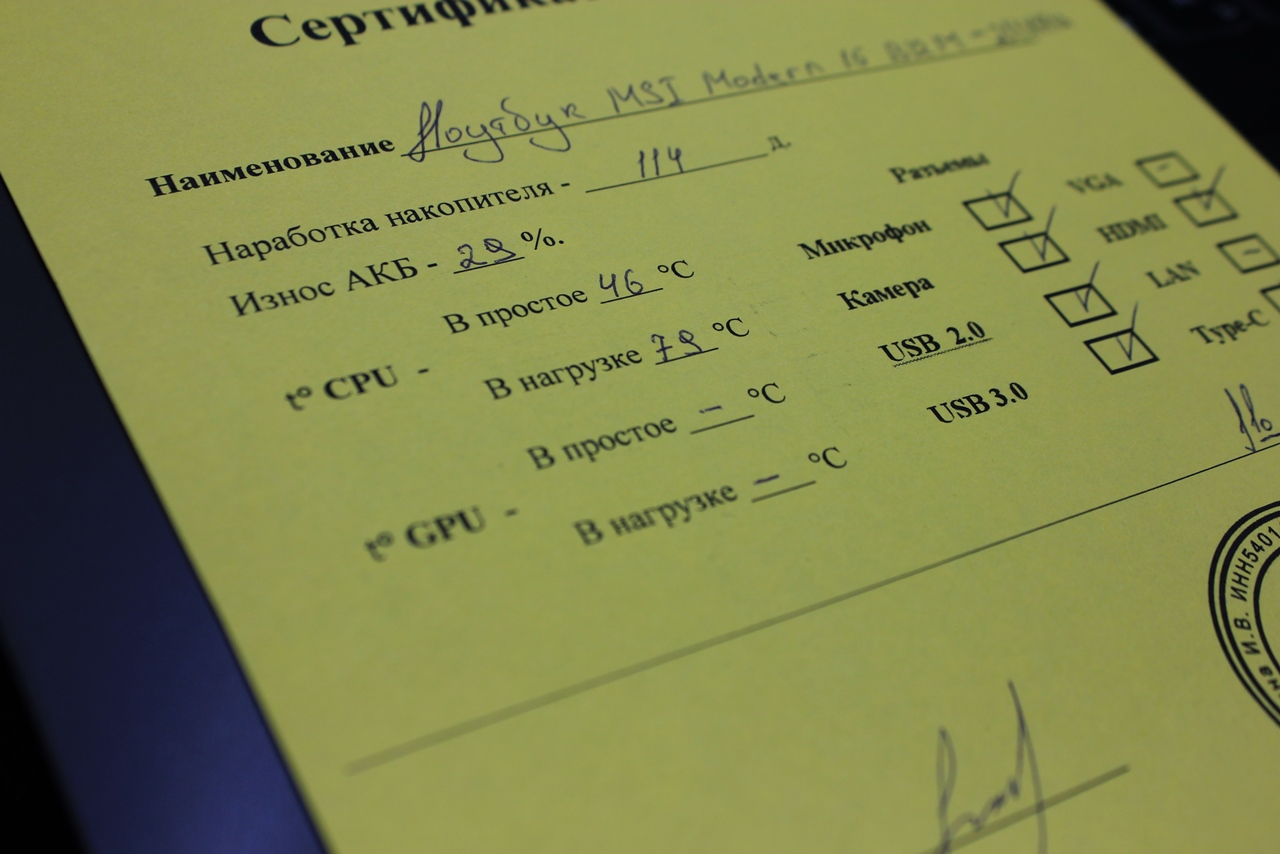 Наименование Ноутбук MSI Modern 15
Наработка накопителя - 114 д.
Износ АКБ - 29 %.
t° CPU -
В простое 46 °C
В нагрузке 79 °C
t° GPU -
В простое – °C
В нагрузке – °C
Разъемы
Микрофон
Камера
USB 2.0
USB 3.0
VGA –
HDMI
LAN –
Type-C
И.В. ИНН5401